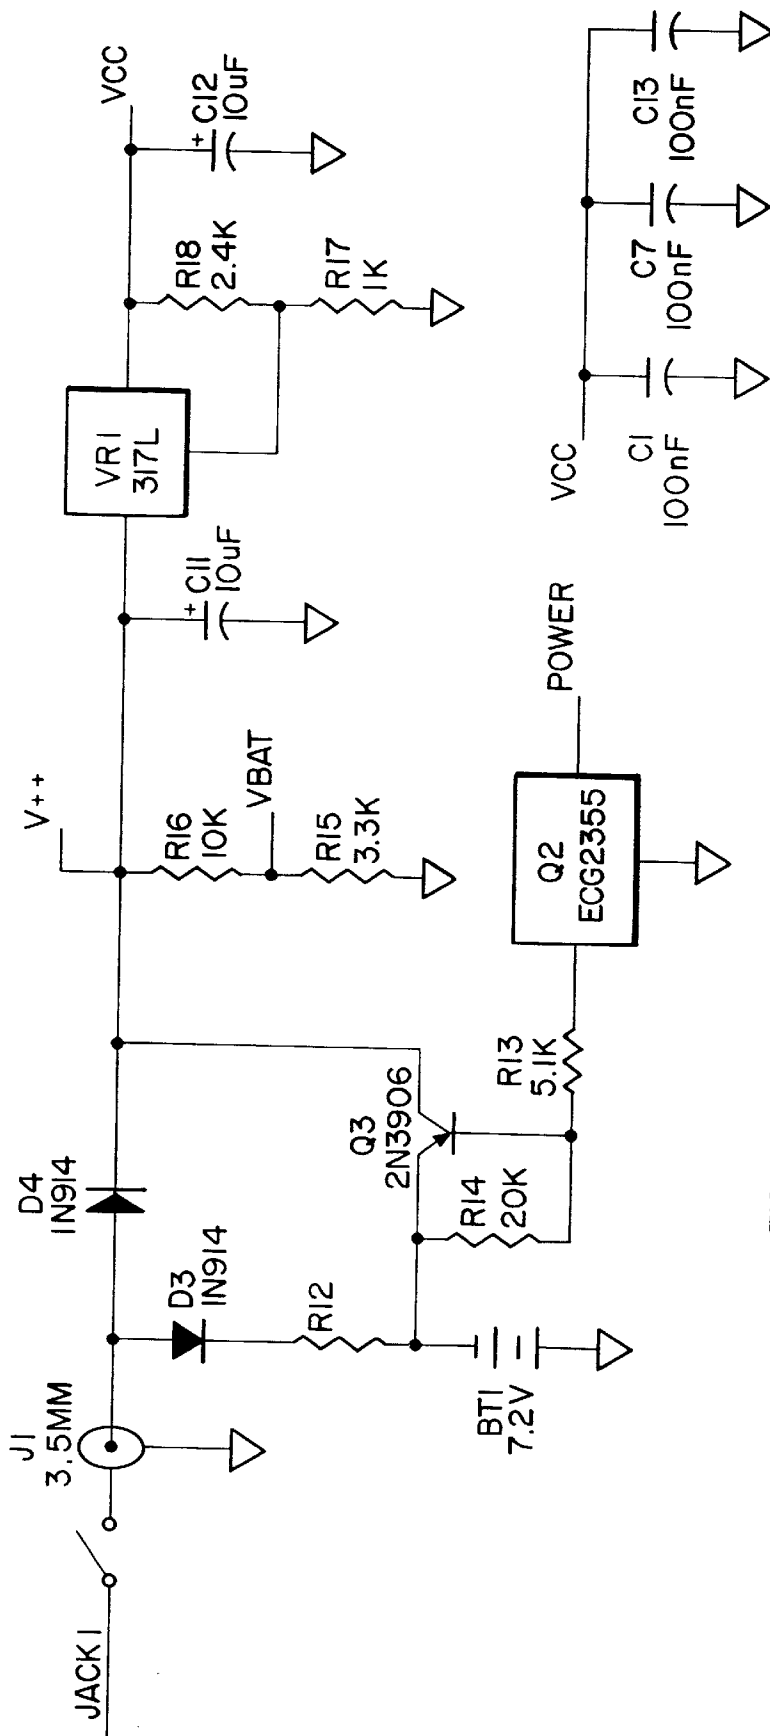 JACK1
J1
3.5MM
D4
1N914
D3
1N914
R12
BT1
7.2V
Q3
2N3906
R14
20K
R13
5.1K
Q2
ECG2355
POWER
V++
R16
10K
VBAT
R15
3.3K
+
C11
10uF
VR1
317L
R18
2.4K
R17
1K
+
C12
10uF
VCC
VCC
C1
100nF
C7
100nF
C13
100nF